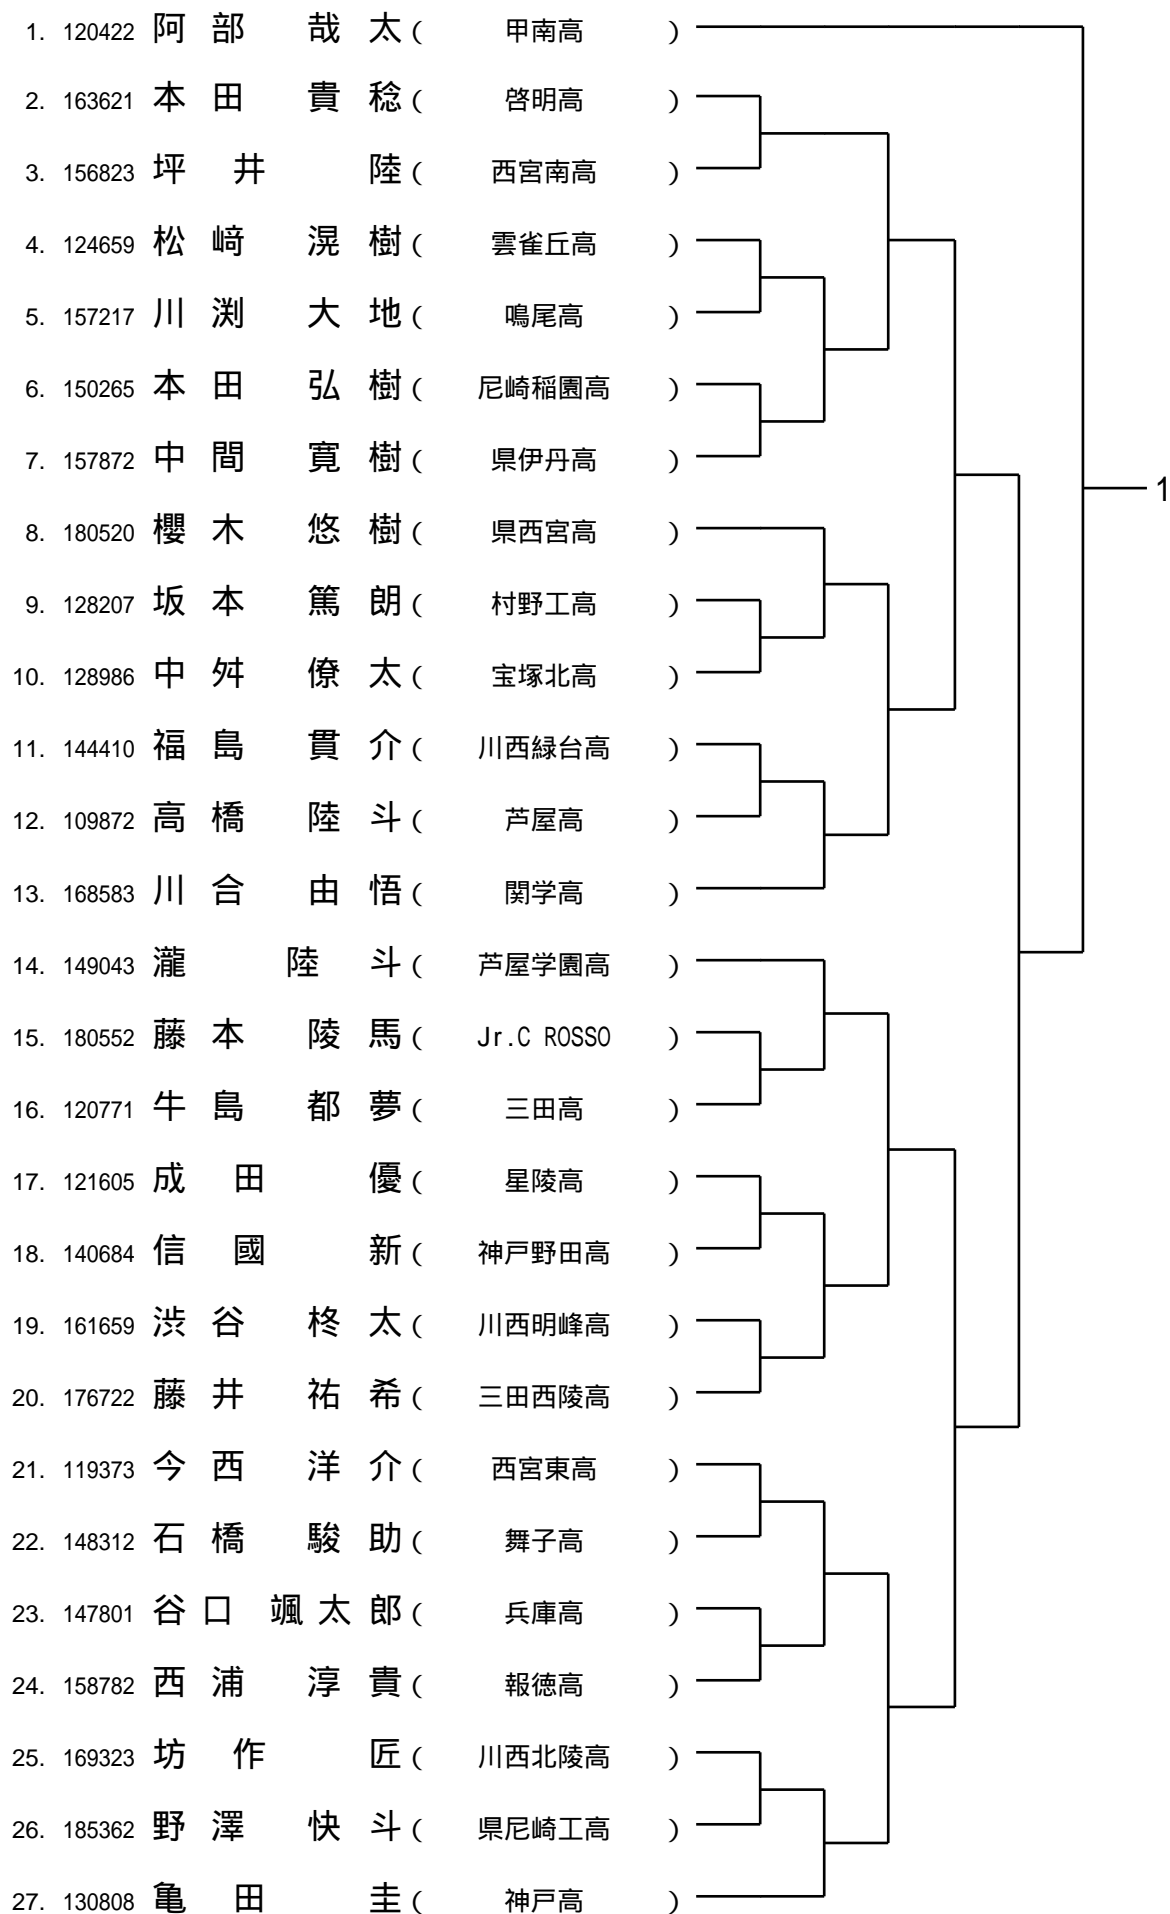 1. 120422 阿部 哉太 ( 甲南高 )
2. 163621 本田 貴稔 ( 啓明高 )
3. 156823 坪井 陸 ( 西宮南高 )
4. 124659 松﨑 滉樹 ( 雲雀丘高 )
5. 157217 川渕 大地 ( 鳴尾高 )
6. 150265 本田 弘樹 ( 尼崎稲園高 )
7. 157872 中間 寛樹 ( 県伊丹高 )
1
8. 180520 櫻木 悠樹 ( 県西宮高 )
9. 128207 坂本 篤朗 ( 村野工高 )
10. 128986 中舛 僚太 ( 宝塚北高 )
11. 144410 福島 貫介 ( 川西緑台高 )
12. 109872 高橋 陸斗 ( 芦屋高 )
13. 168583 川合 由悟 ( 関学高 )
14. 149043 瀧 陸斗 ( 芦屋学園高 )
15. 180552 藤本 陵馬 ( Jr.C ROSSO )
16. 120771 牛島 都夢 ( 三田高 )
17. 121605 成田 優 ( 星陵高 )
18. 140684 信國 新 ( 神戸野田高 )
19. 161659 渋谷 柊太 ( 川西明峰高 )
20. 176722 藤井 祐希 ( 三田西陵高 )
21. 119373 今西 洋介 ( 西宮東高 )
22. 148312 石橋 駿助 ( 舞子高 )
23. 147801 谷口 颯太郎 ( 兵庫高 )
24. 158782 西浦 淳貴 ( 報徳高 )
25. 169323 坊作 匠 ( 川西北陵高 )
26. 185362 野澤 快斗 ( 県尼崎工高 )
27. 130808 亀田 圭 ( 神戸高 )